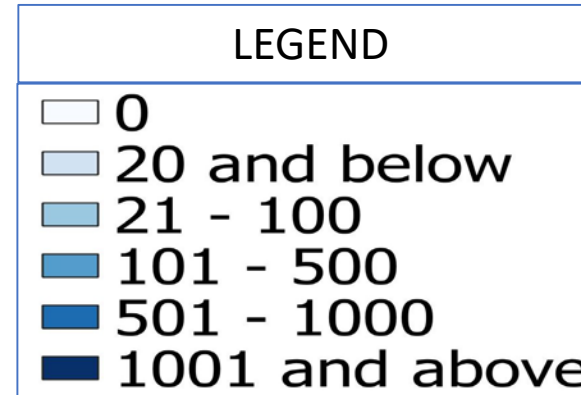 LEGEND
0
20 and below
21 - 100
101 - 500
501 - 1000
1001 and above